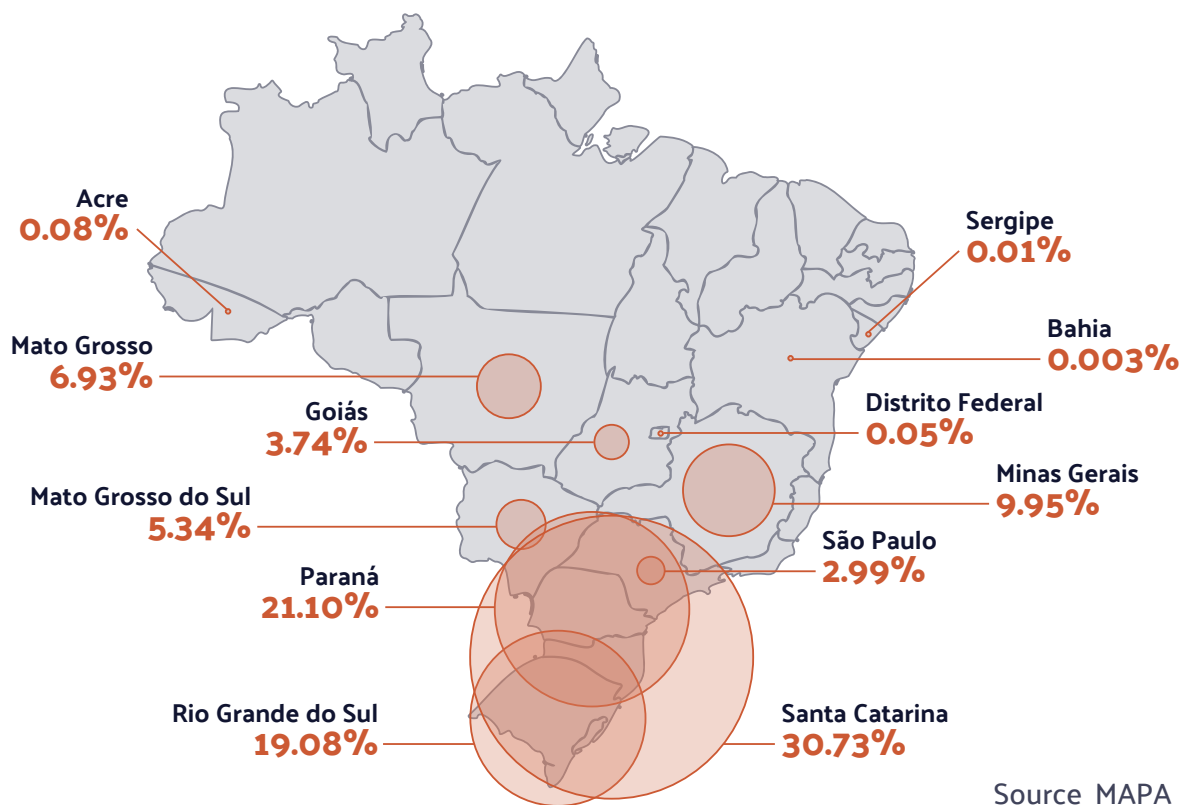 Acre
0.08%
Sergipe
0.01%
Mato Grosso
6.93%
Bahia
0.003%
Goiás
3.74%
Distrito Federal
0.05%
Mato Grosso do Sul
5.34%
Minas Gerais
9.95%
São Paulo
2.99%
Paraná
21.10%
Rio Grande do Sul
19.08%
Santa Catarina
30.73%
Source MAPA